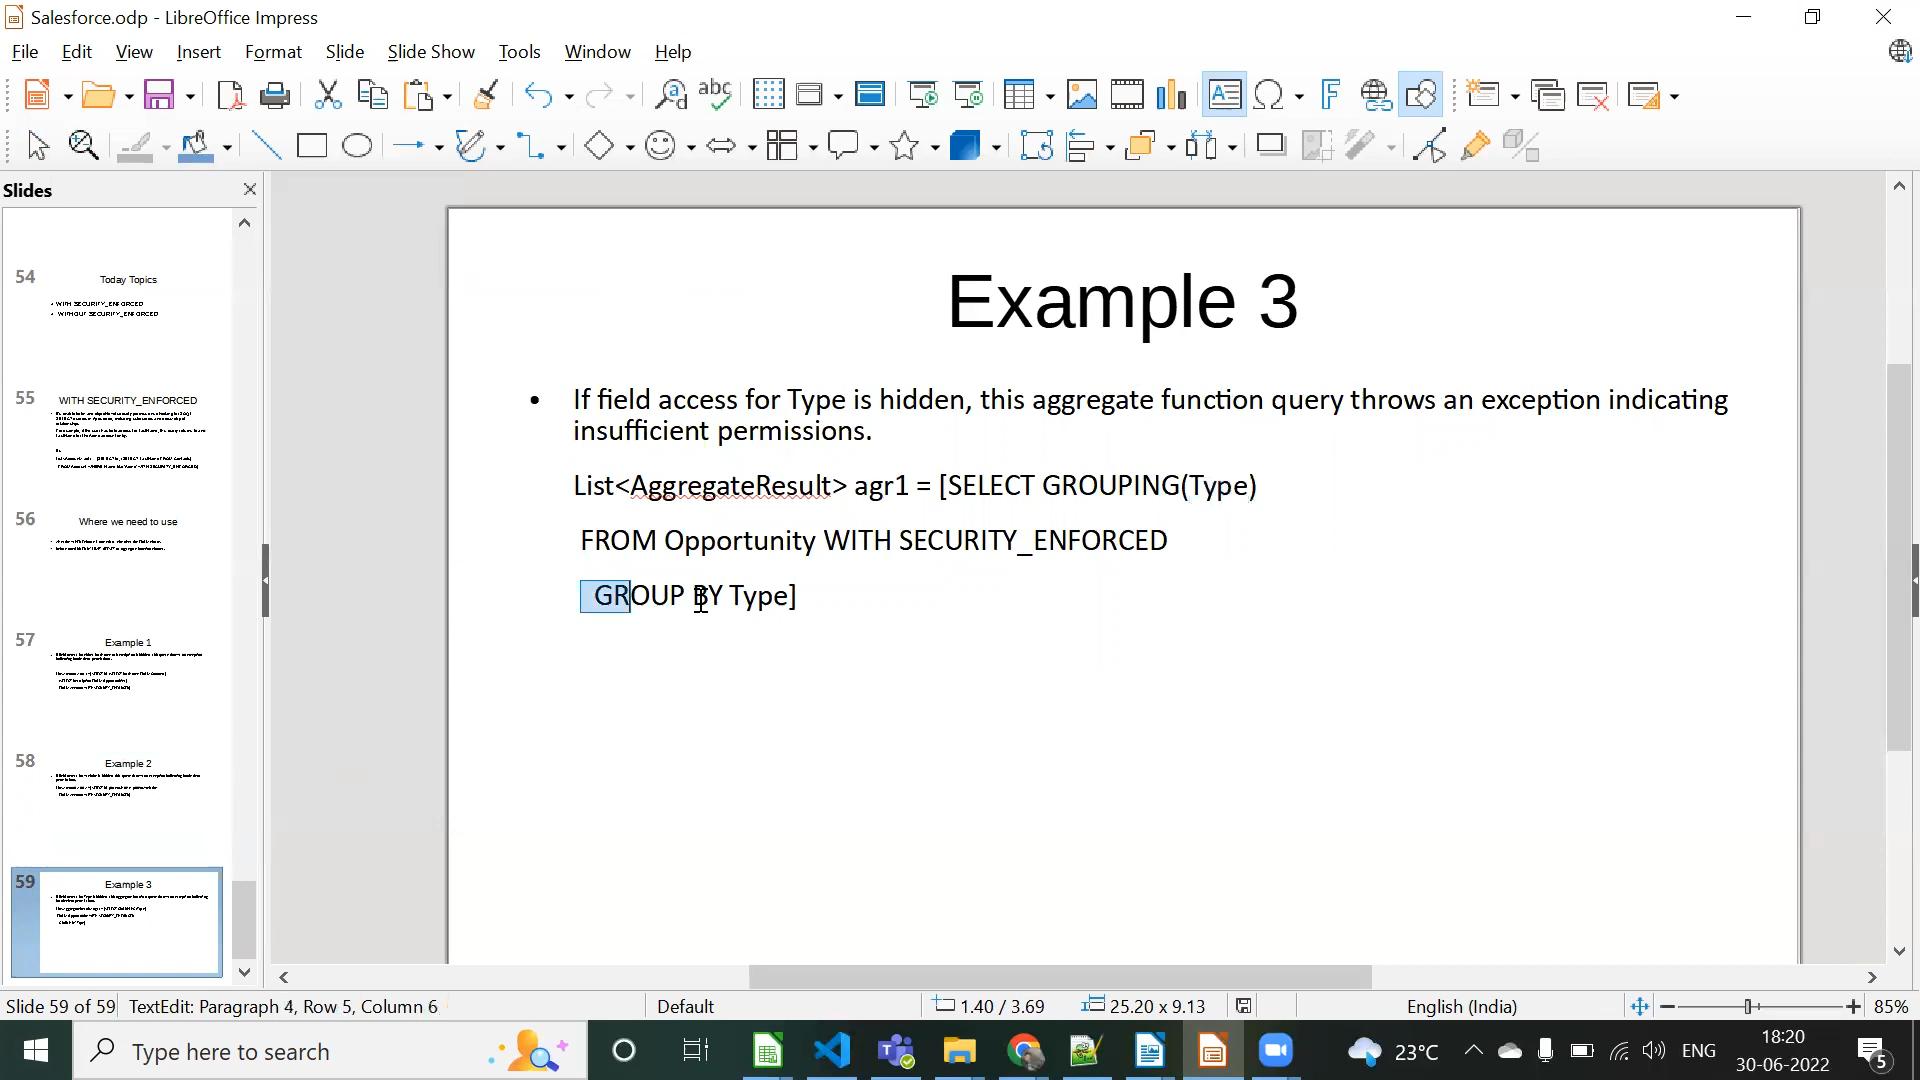 Salesforce.odp - LibreOffice Impress
File Edit View Insert Format Slide Slide Show Tools Window Help
Slides
54
Today Topics
WITH SECURITY_ENFORCED
WITHOUT SECURITY_ENFORCED
55
WITH SECURITY_ENFORCED
56
Where we need to use
57
Example 1
58
Example 2
59
Example 3
Example 3
• If field access for Type is hidden, this aggregate function query throws an exception indicating
insufficient permissions.
List<AggregateResult> agr1 = [SELECT GROUPING(Type)
FROM Opportunity WITH SECURITY_ENFORCED
GROUP BY Type]
Slide 59 of 59 TextEdit: Paragraph 4, Row 5, Column 6 Default 1.40 / 3.69 25.20 x 9.13 English (India) 85%
Type here to search 23°C ENG 18:20
30-06-2022 5